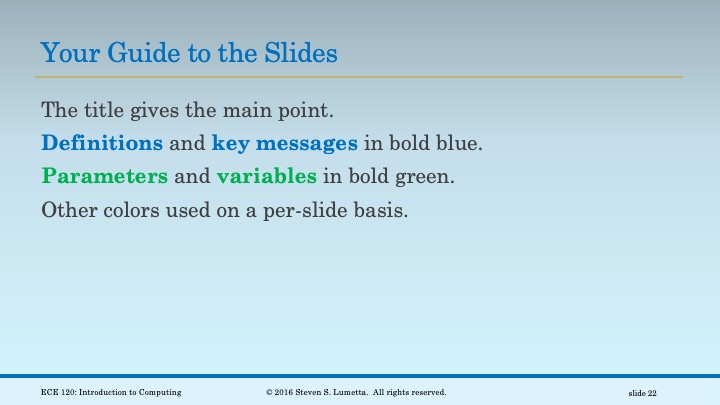 Your Guide to the Slides
The title gives the main point.
Definitions and key messages in bold blue.
Parameters and variables in bold green.
Other colors used on a per-slide basis.
ECE 120: Introduction to Computing
© 2016 Steven S. Lumetta.  All rights reserved.
slide 22